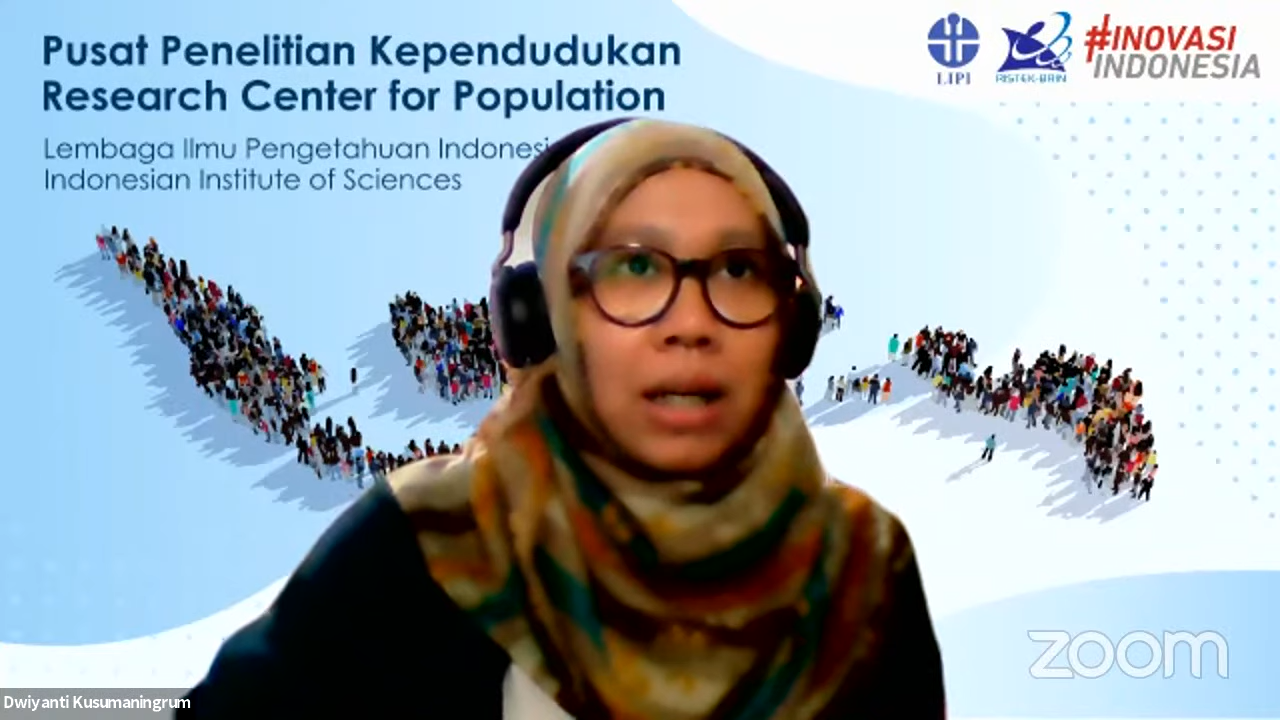 Pusat Penelitian Kependudukan
Research Center for Population
Lembaga Ilmu Pengetahuan Indonesi
Indonesian Institute of Sciences
LIPI
RISTEK-BRIN
#INOVASI
INDONESIA
zoom
Dwiyanti Kusumaningrum